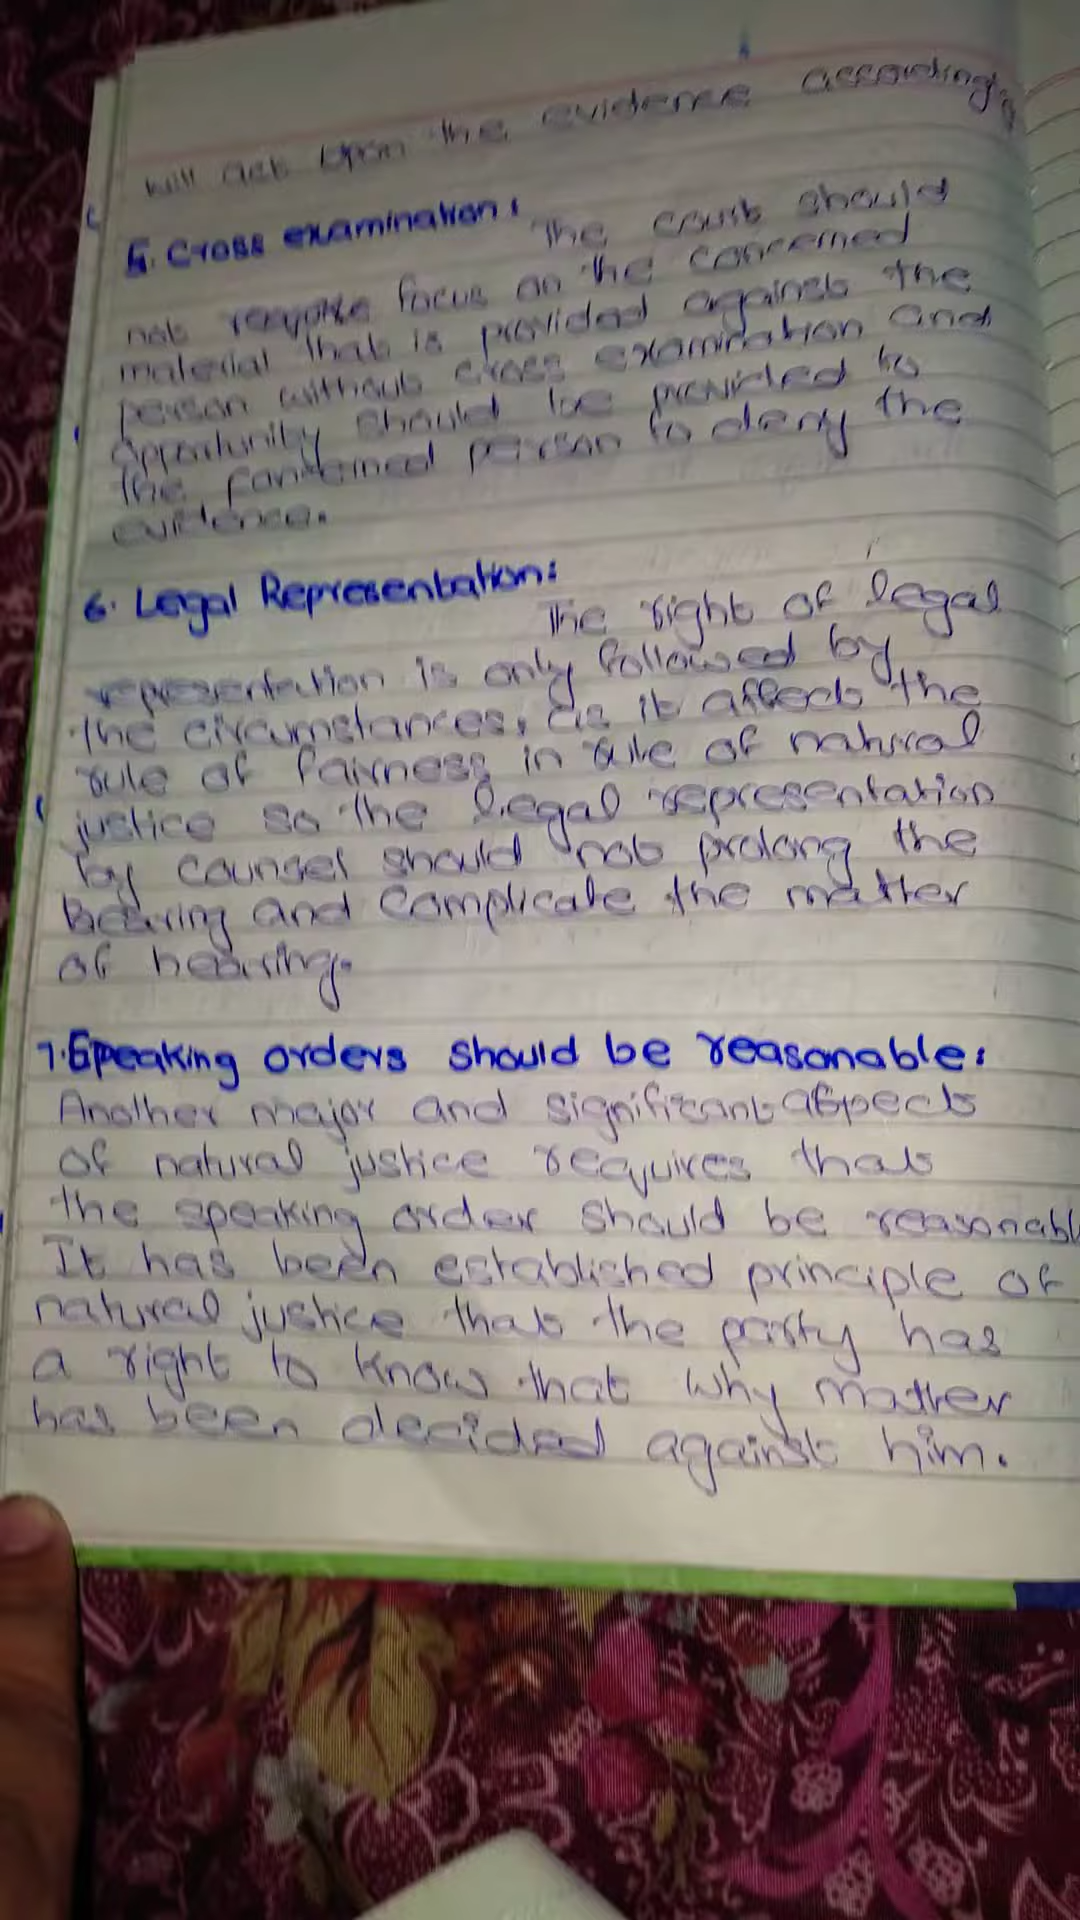 will act upon the evidence according
5. Cross examination:
The court should
not focus on the concerned
material that is provided against the
person without cross examination and
opportunity should be provided to
the person to deny the
evidence.
6. Legal Representation:
The right of legal
representation is only followed by
the circumstances, as it affects the
rule of fairness in rule of natural
justice so the legal representation
by counsel should not prolong the
hearing and complicate the matter
of hearing.
7. Speaking orders should be reasonable:
Another major and significant aspects
of natural justice requires that
the speaking order should be reasonabl
It has been established principle of
natural justice that the party has
a right to know that why matter
has been decided against him.